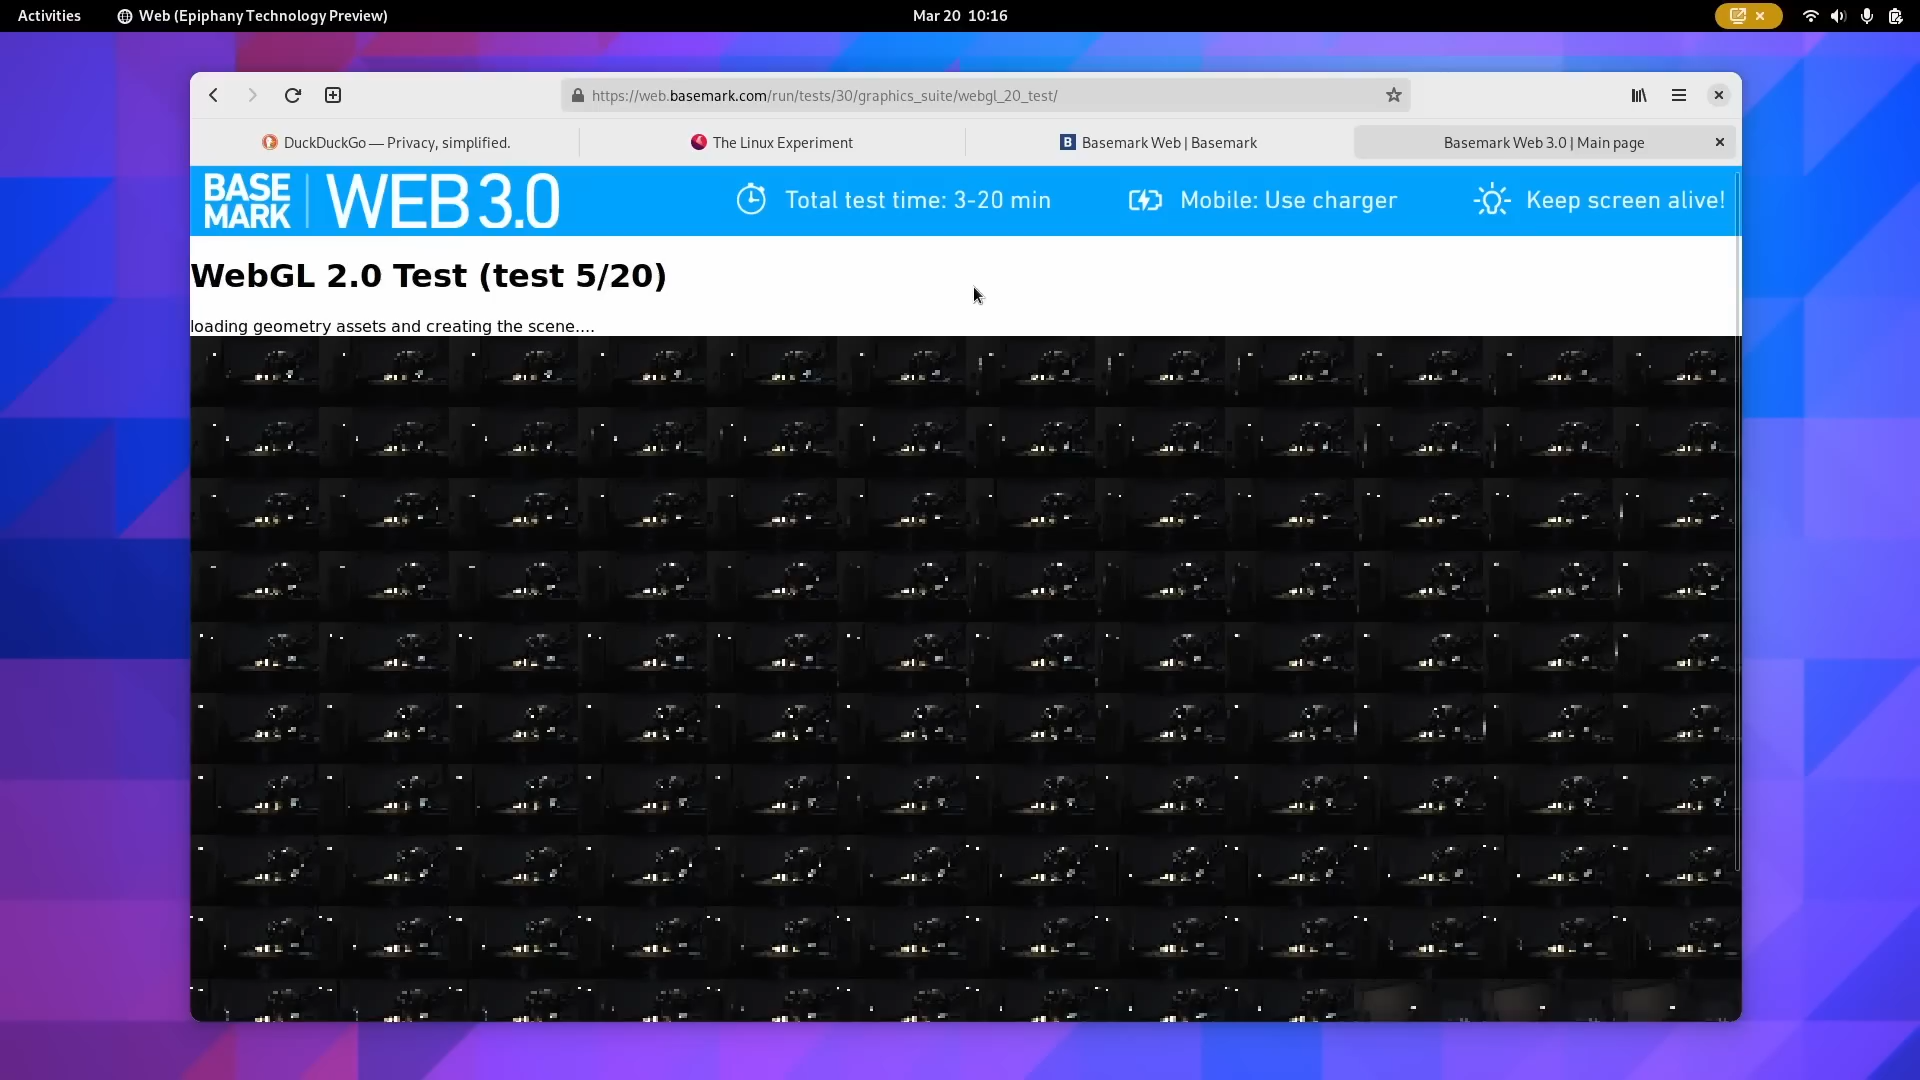 Activities
Web (Epiphany Technology Preview)
Mar 20 10:16
https://web.basemark.com/run/tests/30/graphics_suite/webgl_20_test/
DuckDuckGo — Privacy, simplified.
The Linux Experiment
B
Basemark Web | Basemark
Basemark Web 3.0 | Main page
BASE
MARK
WEB 3.0
Total test time: 3-20 min
Mobile: Use charger
Keep screen alive!
WebGL 2.0 Test (test 5/20)
loading geometry assets and creating the scene....